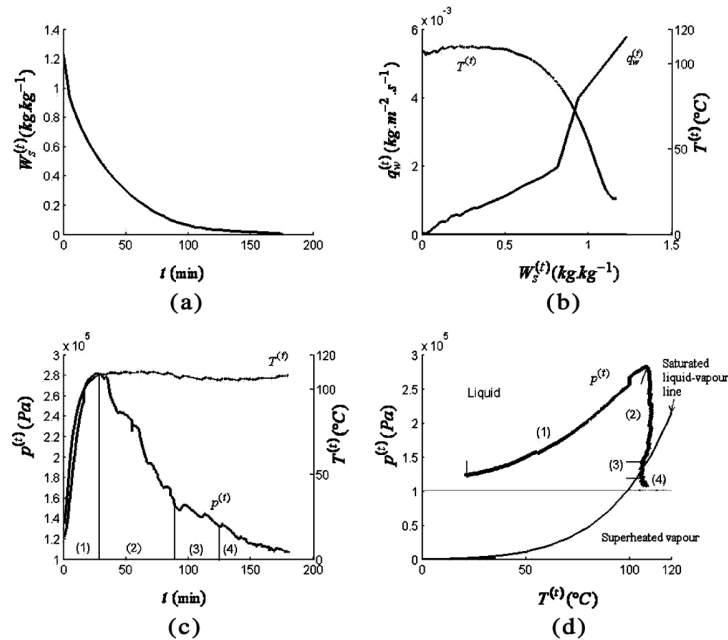 1.4
1.2
1
0.8
0.6
0.4
0.2
0
0 50 100 150 200
W_s^(t) (kg.kg⁻¹)
t (min)
(a)
x 10⁻³
6
4
2
0
0 0.5 1 1.5
120
100
50
0
q_w^(t) (kg.m⁻².s⁻¹)
T^(t)
q_w^(t)
T^(t) (°C)
W_s^(t) (kg.kg⁻¹)
(b)
x 10⁵
3
2.8
2.6
2.4
2.2
2
1.8
1.6
1.4
1.2
1
0 50 100 150 200
120
100
50
0
p^(t) (Pa)
T^(t)
p^(t)
(1) (2) (3) (4)
T^(t) (°C)
t (min)
(c)
x 10⁵
3
2.5
2
1.5
1
0.5
0
0 50 100 120
p^(t) (Pa)
Liquid
p^(t)
Saturated
liquid-vapour
line
(1)
(2)
(3)
(4)
Superheated vapour
T^(t) (°C)
(d)